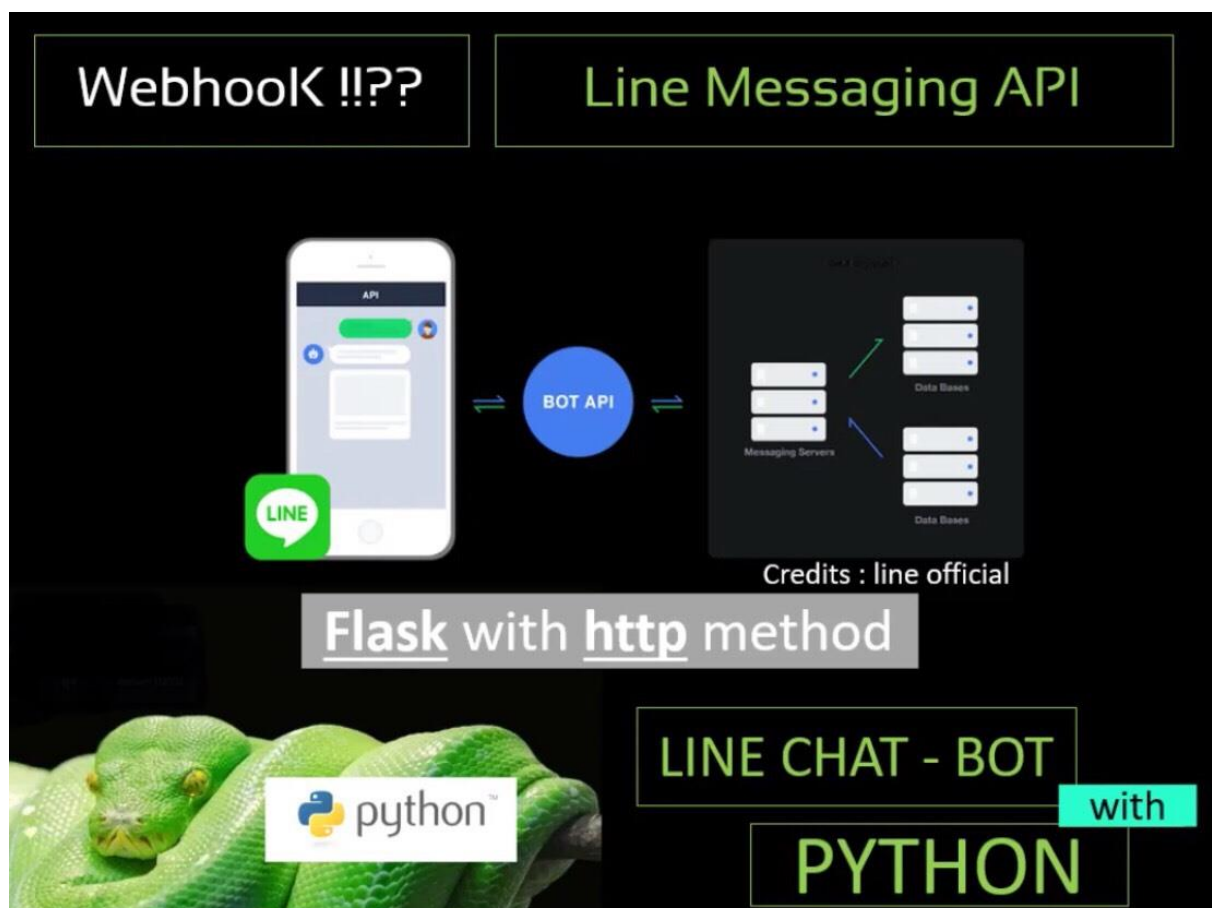 WebhooK !!??
Line Messaging API
API
BOT API
Data Bases
Messaging Servers
Data Bases
LINE
Credits : line official
Flask with http method
python™
LINE CHAT - BOT
with
PYTHON